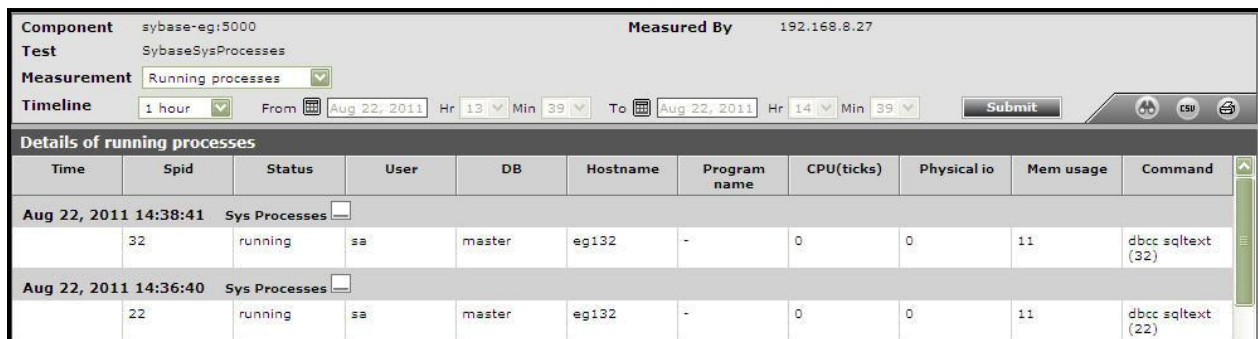 Component sybase-eg:5000 Measured By 192.168.8.27
Test SybaseSysProcesses
Measurement Running processes
Timeline 1 hour From Aug 22, 2011 Hr 13 Min 39 To Aug 22, 2011 Hr 14 Min 39 Submit CSV
Details of running processes
Time Spid Status User DB Hostname Program name CPU(ticks) Physical io Mem usage Command
Aug 22, 2011 14:38:41 Sys Processes
32 running sa master eg132 - 0 0 11 dbcc sqltext (32)
Aug 22, 2011 14:36:40 Sys Processes
22 running sa master eg132 - 0 0 11 dbcc sqltext (22)